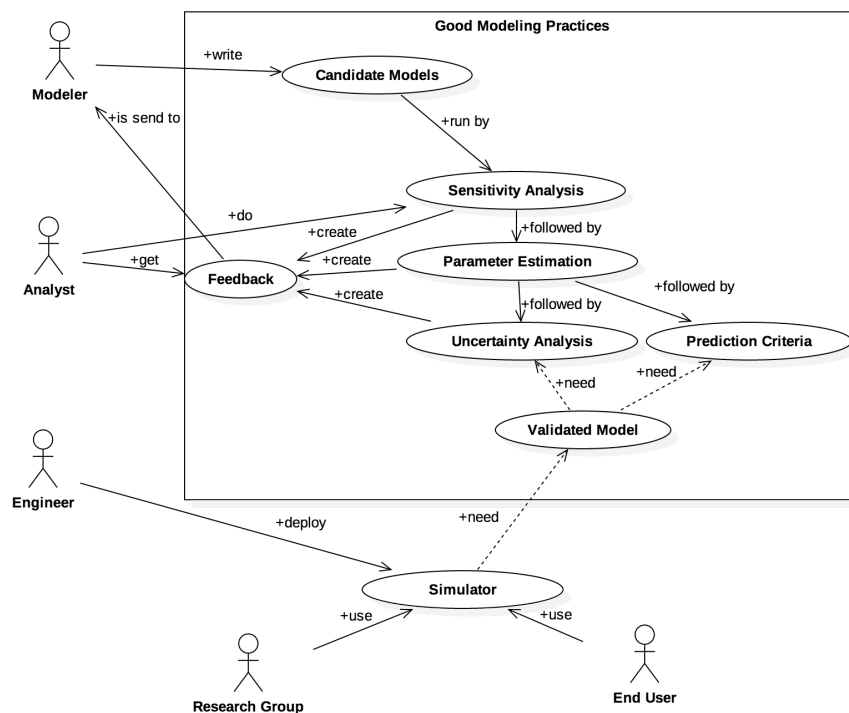 Good Modeling Practices
+write
Candidate Models
Modeler
+is send to
+run by
Sensitivity Analysis
+do
+create
+followed by
+get
Analyst
Feedback
+create
Parameter Estimation
+create
+followed by
+followed by
Uncertainty Analysis
Prediction Criteria
+need
+need
Validated Model
Engineer
+deploy
+need
Simulator
+use
+use
Research Group
End User